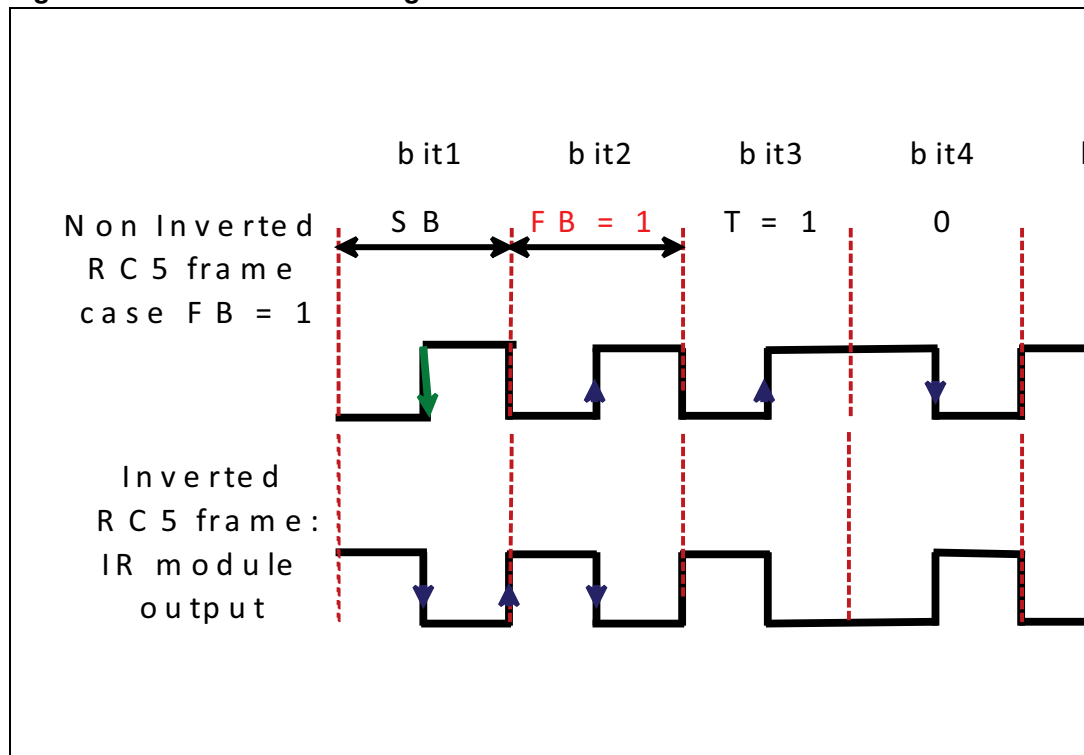 bit1 bit2 bit3 bit4
Non Inverted
RC5 frame
case FB = 1
SB FB = 1 T = 1 0
Inverted
RC5 frame:
IR module
output